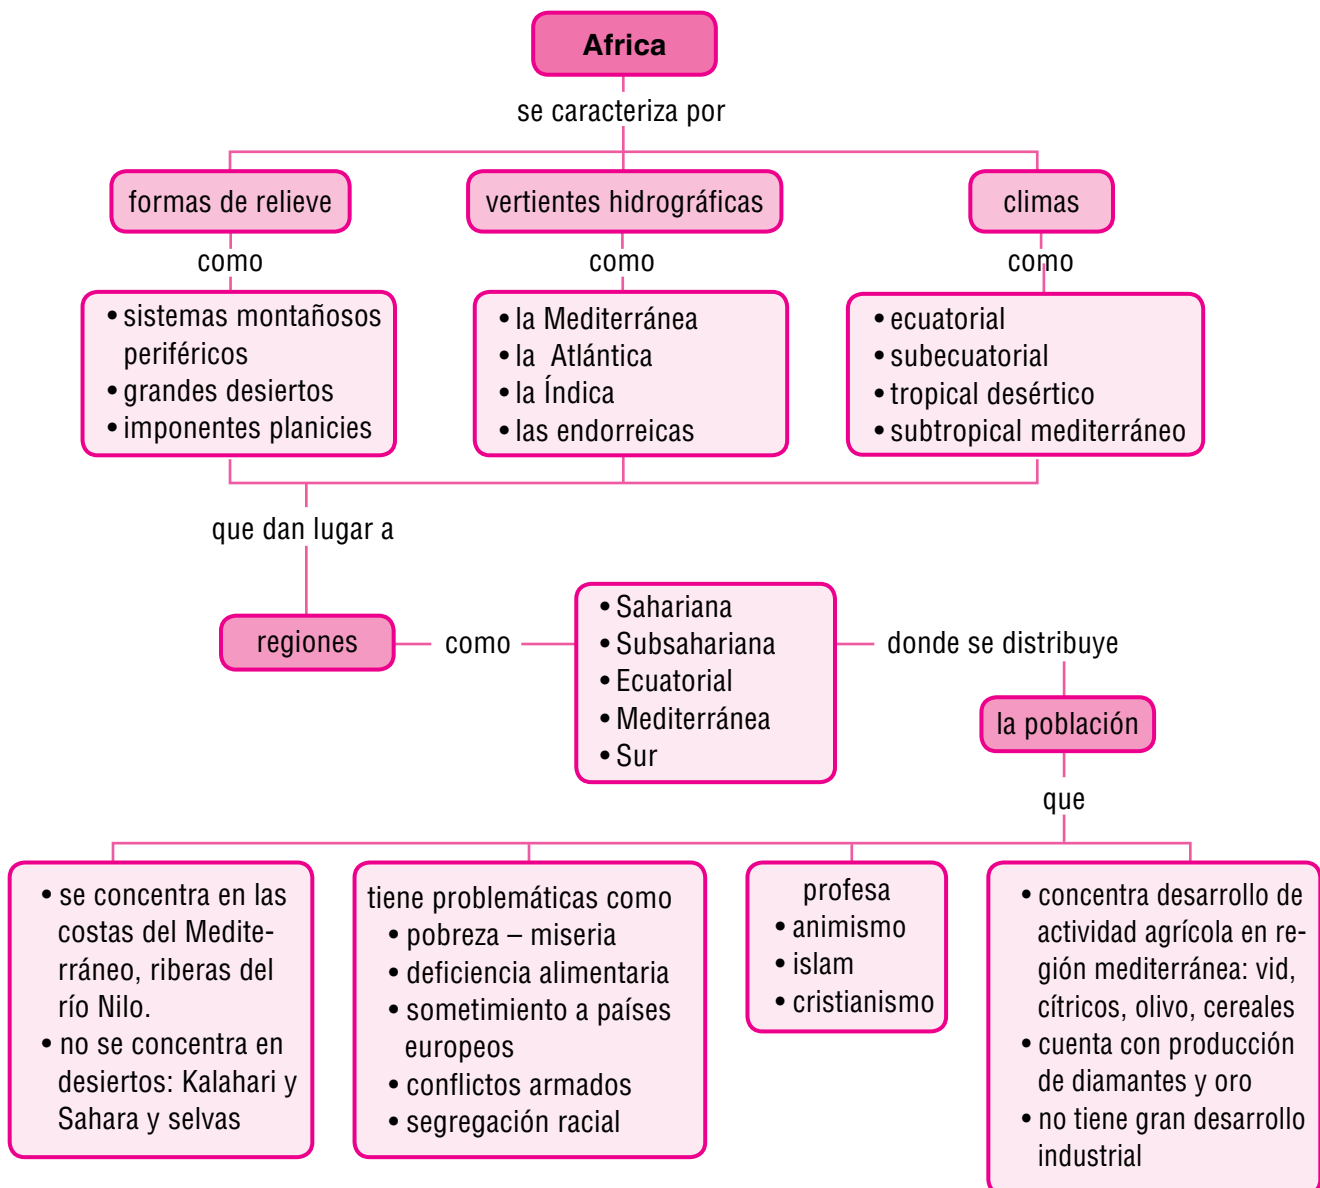 Africa
se caracteriza por
formas de relieve
vertientes hidrográficas
climas
como
como
como
• sistemas montañosos
periféricos
• grandes desiertos
• imponentes planicies
• la Mediterránea
• la Atlántica
• la Índica
• las endorreicas
• ecuatorial
• subecuatorial
• tropical desértico
• subtropical mediterráneo
que dan lugar a
regiones
como
• Sahariana
• Subsahariana
• Ecuatorial
• Mediterránea
• Sur
donde se distribuye
la población
que
• se concentra en las
costas del Medite-
rráneo, riberas del
río Nilo.
• no se concentra en
desiertos: Kalahari y
Sahara y selvas
tiene problemáticas como
• pobreza – miseria
• deficiencia alimentaria
• sometimiento a países
europeos
• conflictos armados
• segregación racial
profesa
• animismo
• islam
• cristianismo
• concentra desarrollo de
actividad agrícola en re-
gión mediterránea: vid,
cítricos, olivo, cereales
• cuenta con producción
de diamantes y oro
• no tiene gran desarrollo
industrial